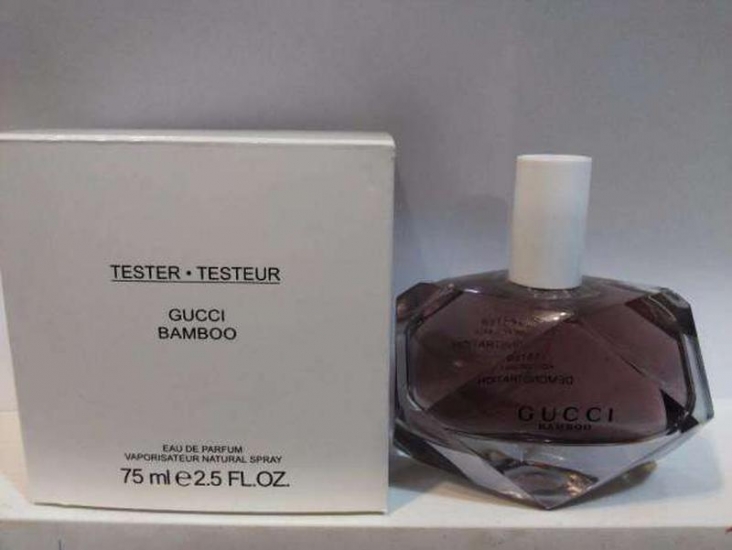 TESTER • TESTEUR
GUCCI
BAMBOO
EAU DE PARFUM
VAPORISATEUR NATURAL SPRAY
75 ml e 2.5 FL.OZ.
GUCCI
BAMBOO